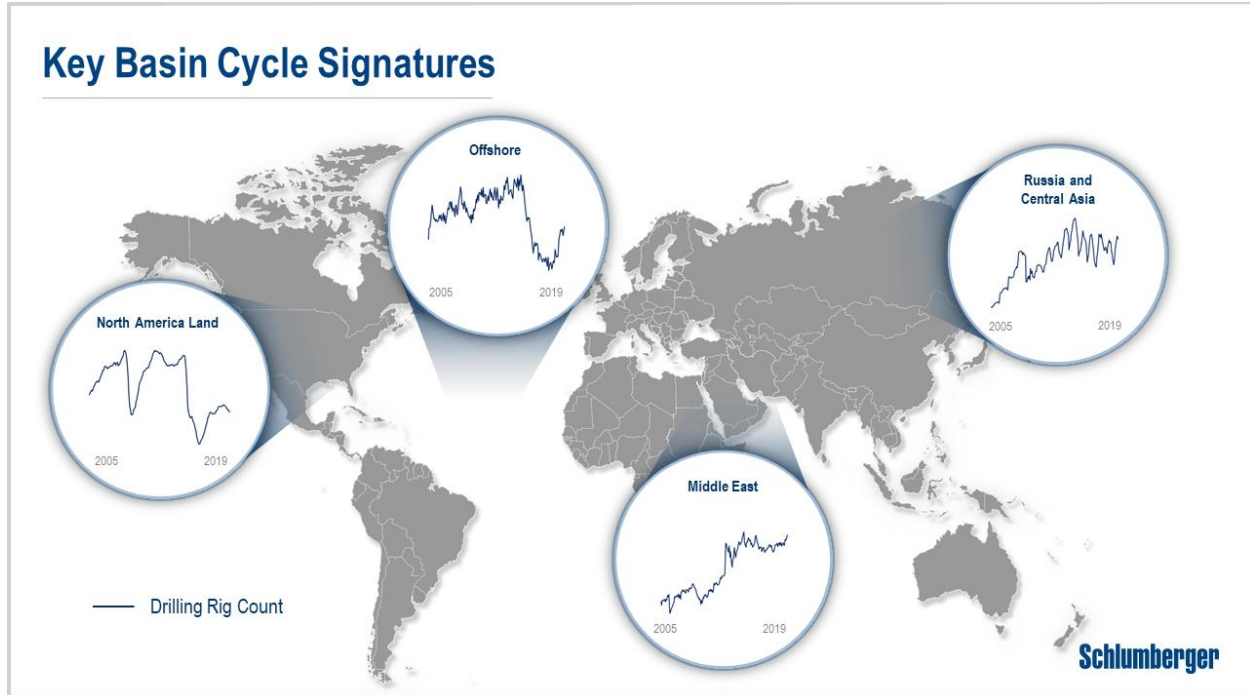 Key Basin Cycle Signatures
Offshore
2005
2019
Russia and
Central Asia
2005
2019
North America Land
2005
2019
Middle East
2005
2019
Drilling Rig Count
Schlumberger